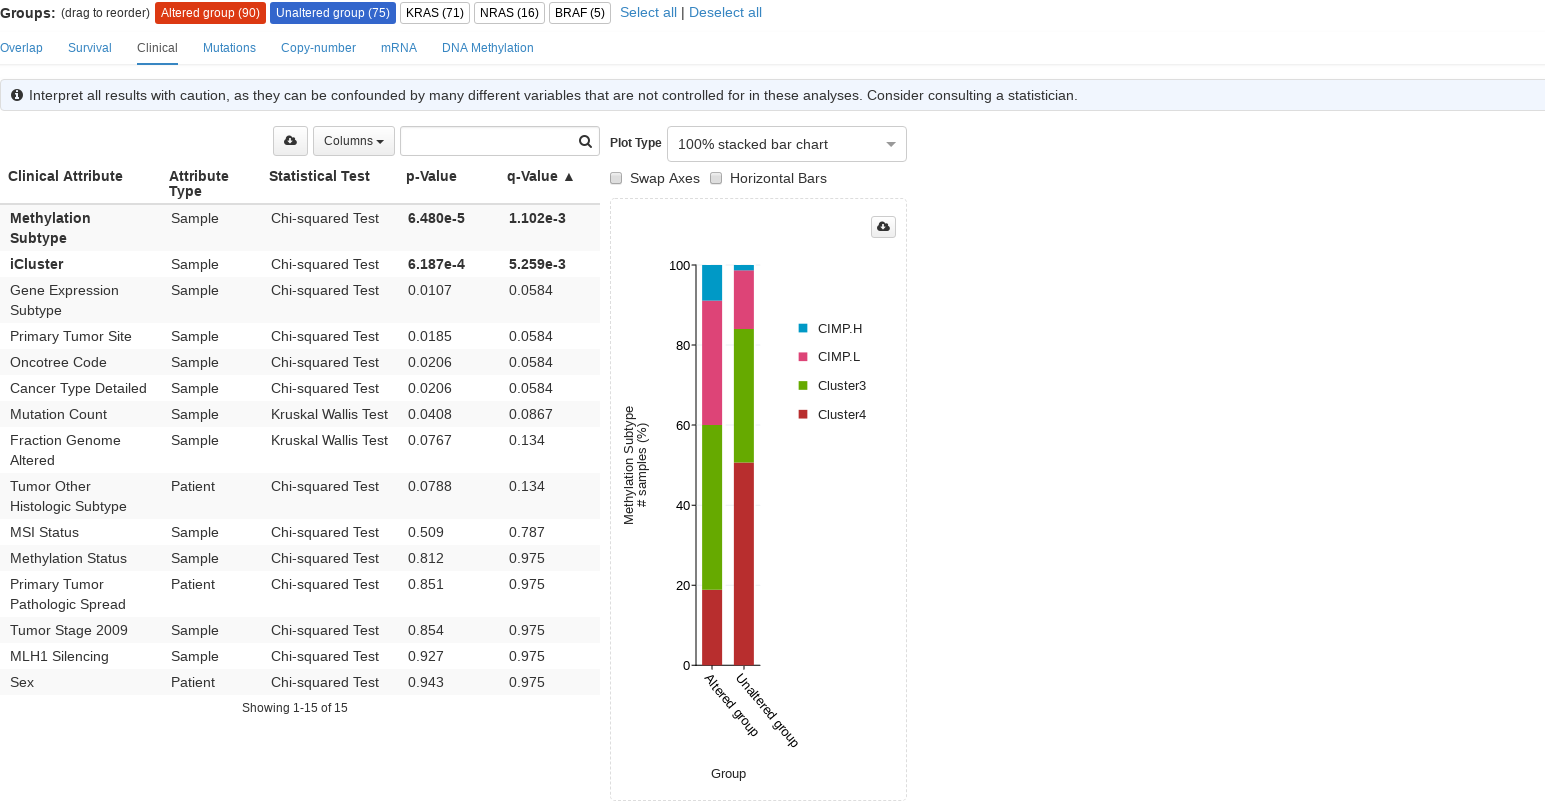 Groups: (drag to reorder) Altered group (90) Unaltered group (75) KRAS (71) NRAS (16) BRAF (5) Select all | Deselect all
Overlap Survival Clinical Mutations Copy-number mRNA DNA Methylation
Interpret all results with caution, as they can be confounded by many different variables that are not controlled for in these analyses. Consider consulting a statistician.
Columns
Clinical Attribute Attribute Type Statistical Test p-Value q-Value ▲
Methylation Subtype Sample Chi-squared Test 6.480e-5 1.102e-3
iCluster Sample Chi-squared Test 6.187e-4 5.259e-3
Gene Expression Subtype Sample Chi-squared Test 0.0107 0.0584
Primary Tumor Site Sample Chi-squared Test 0.0185 0.0584
Oncotree Code Sample Chi-squared Test 0.0206 0.0584
Cancer Type Detailed Sample Chi-squared Test 0.0206 0.0584
Mutation Count Sample Kruskal Wallis Test 0.0408 0.0867
Fraction Genome Altered Sample Kruskal Wallis Test 0.0767 0.134
Tumor Other Histologic Subtype Patient Chi-squared Test 0.0788 0.134
MSI Status Sample Chi-squared Test 0.509 0.787
Methylation Status Sample Chi-squared Test 0.812 0.975
Primary Tumor Pathologic Spread Patient Chi-squared Test 0.851 0.975
Tumor Stage 2009 Sample Chi-squared Test 0.854 0.975
MLH1 Silencing Sample Chi-squared Test 0.927 0.975
Sex Patient Chi-squared Test 0.943 0.975
Showing 1-15 of 15
Plot Type 100% stacked bar chart
Swap Axes Horizontal Bars
100
80
60
40
20
0
Methylation Subtype
# samples (%)
CIMP.H
CIMP.L
Cluster3
Cluster4
Altered group
Unaltered group
Group